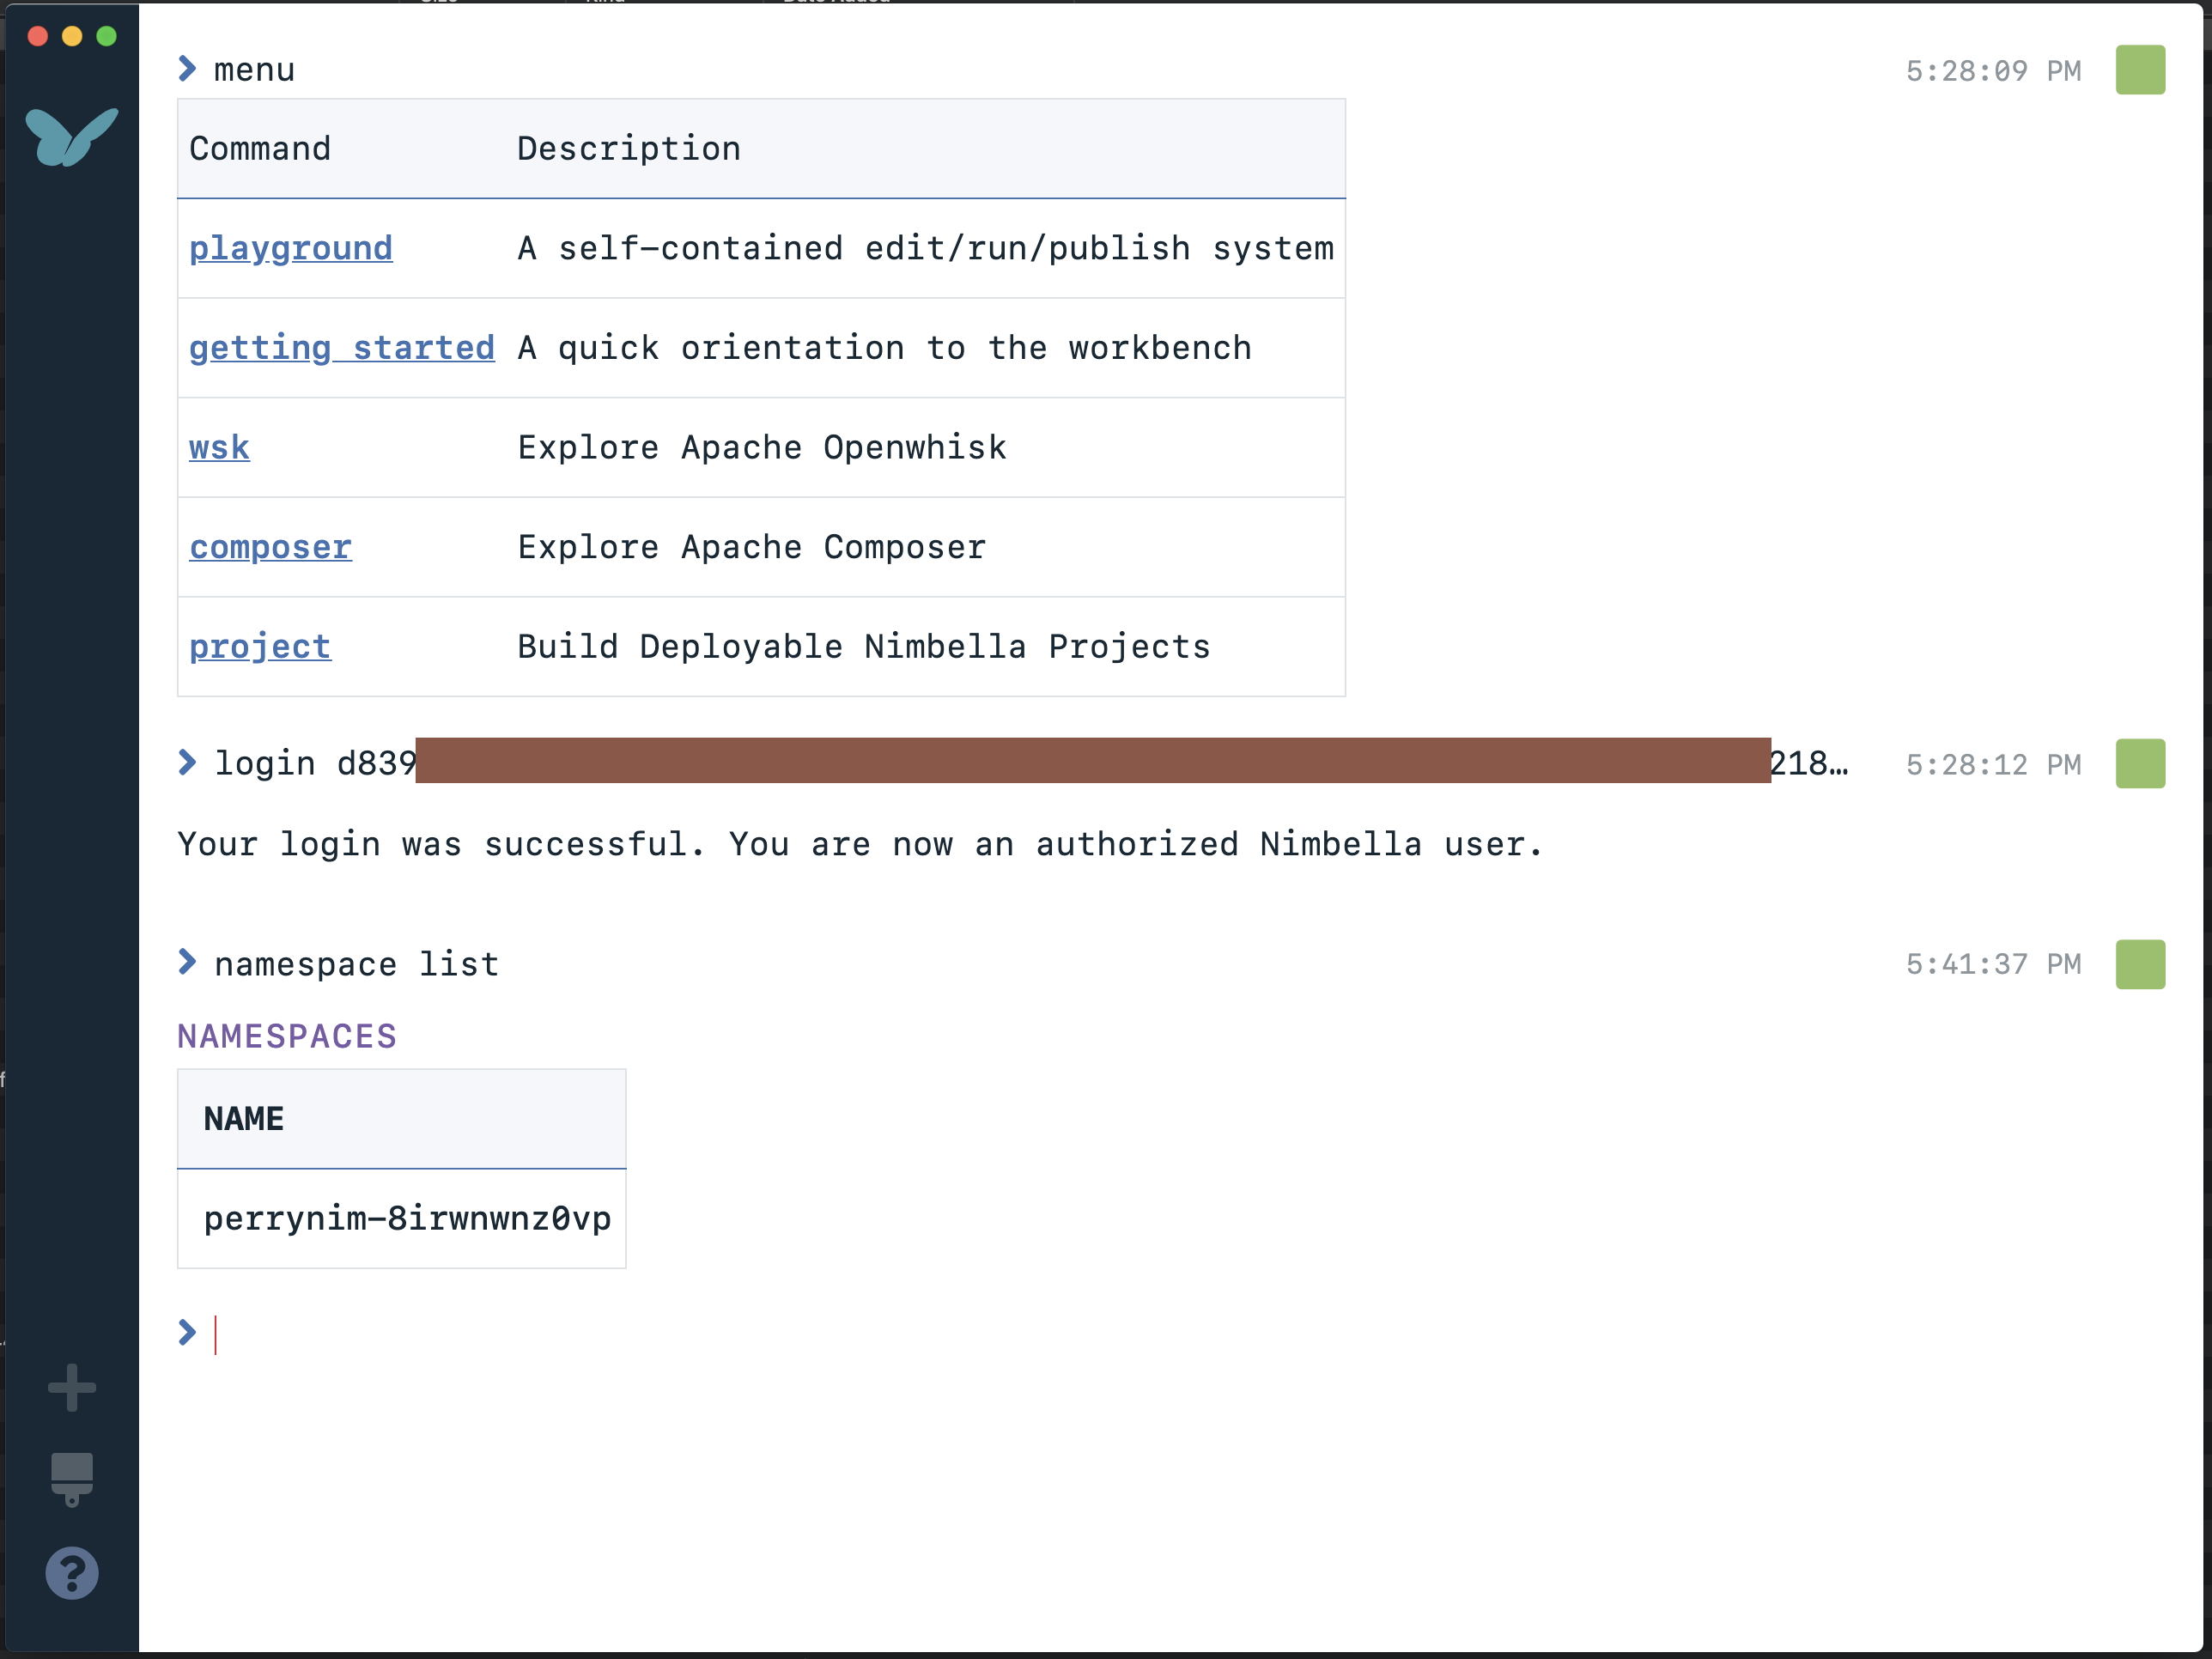 menu 5:28:09 PM
Command Description
playground A self-contained edit/run/publish system
getting started A quick orientation to the workbench
wsk Explore Apache Openwhisk
composer Explore Apache Composer
project Build Deployable Nimbella Projects
login d839 218… 5:28:12 PM
Your login was successful. You are now an authorized Nimbella user.
namespace list 5:41:37 PM
NAMESPACES
NAME
perrynim-8irwnwnz0vp